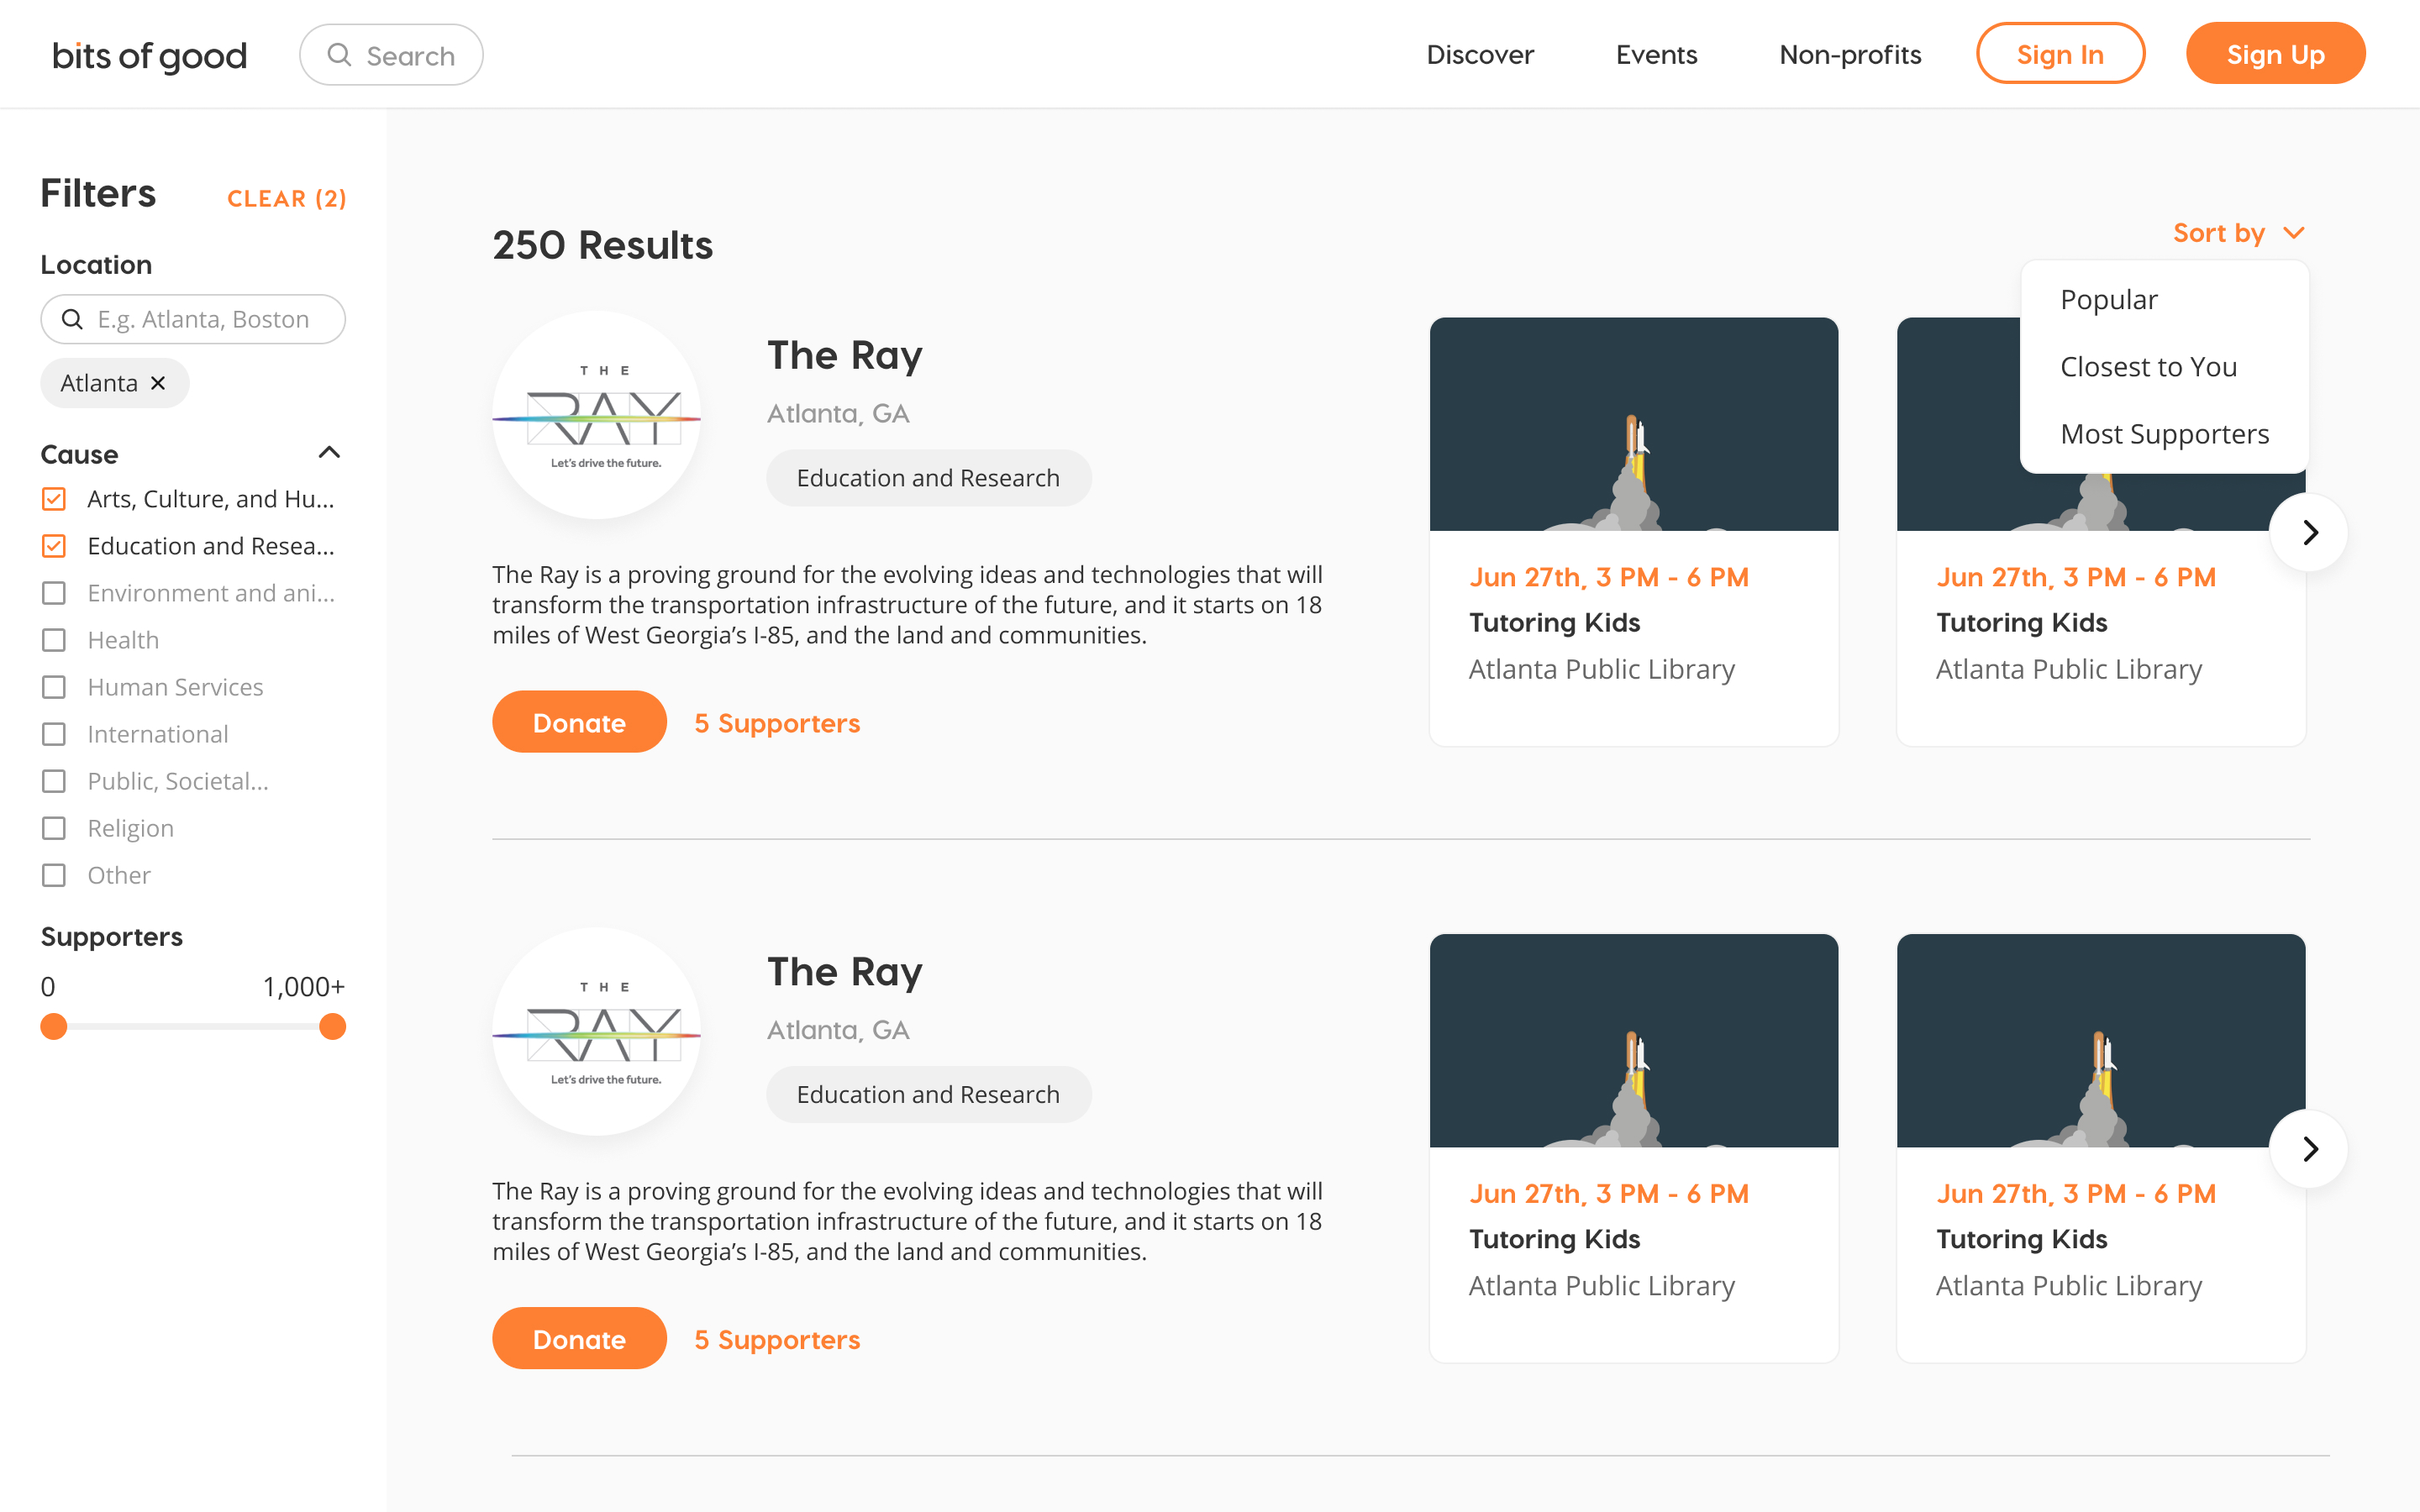 bits of good
Search
Discover
Events
Non-profits
Sign In
Sign Up
Filters
CLEAR (2)
Location
E.g. Atlanta, Boston
Atlanta
Cause
Arts, Culture, and Hu...
Education and Resea...
Environment and ani...
Health
Human Services
International
Public, Societal...
Religion
Other
Supporters
0
1,000+
250 Results
Sort by
Popular
Closest to You
Most Supporters
THE
RAY
Let's drive the future.
The Ray
Atlanta, GA
Education and Research
The Ray is a proving ground for the evolving ideas and technologies that will
transform the transportation infrastructure of the future, and it starts on 18
miles of West Georgia’s I-85, and the land and communities.
Donate
5 Supporters
Jun 27th, 3 PM - 6 PM
Tutoring Kids
Atlanta Public Library
Jun 27th, 3 PM - 6 PM
Tutoring Kids
Atlanta Public Library
THE
RAY
Let's drive the future.
The Ray
Atlanta, GA
Education and Research
The Ray is a proving ground for the evolving ideas and technologies that will
transform the transportation infrastructure of the future, and it starts on 18
miles of West Georgia’s I-85, and the land and communities.
Donate
5 Supporters
Jun 27th, 3 PM - 6 PM
Tutoring Kids
Atlanta Public Library
Jun 27th, 3 PM - 6 PM
Tutoring Kids
Atlanta Public Library